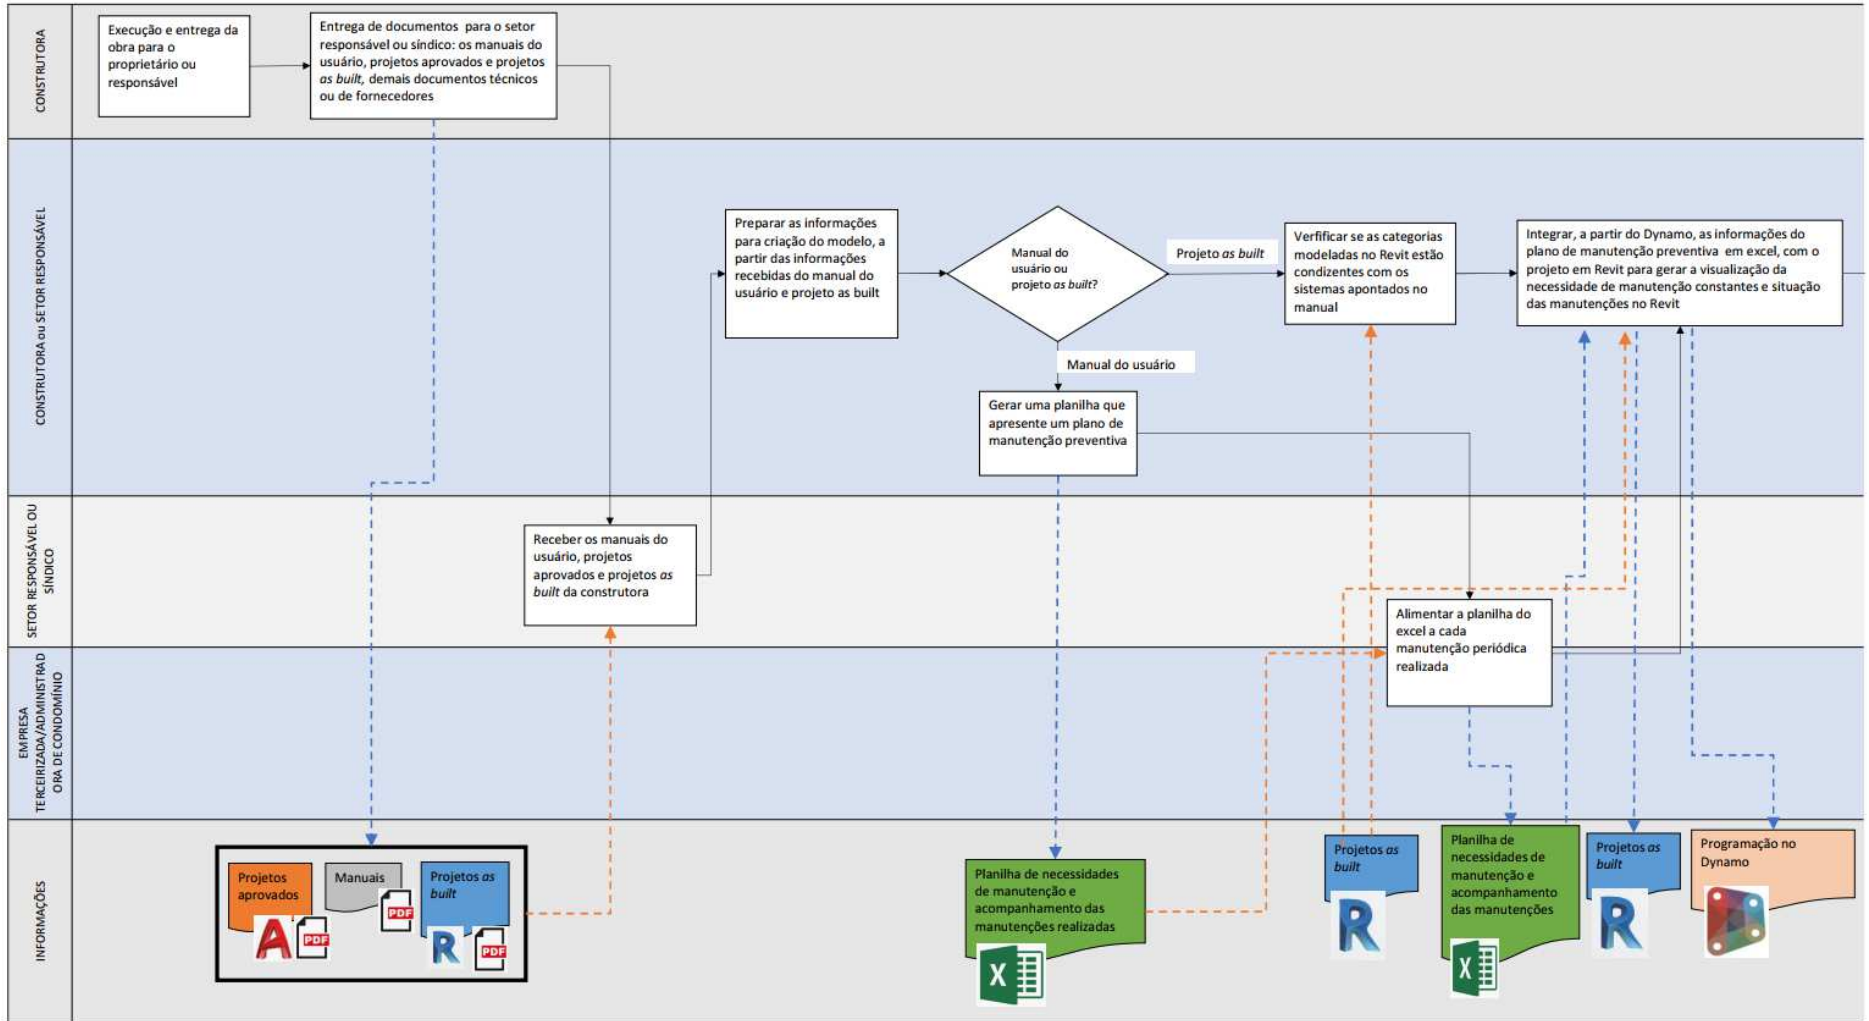 CONSTRUTORA
Execução e entrega da
obra para o
proprietário ou
responsável
Entrega de documentos para o setor
responsável ou síndico: os manuais do
usuário, projetos aprovados e projetos
as built, demais documentos técnicos
ou de fornecedores
CONSTRUTORA ou SETOR RESPONSÁVEL
Preparar as informações
para criação do modelo, a
partir das informações
recebidas do manual do
usuário e projeto as built
Manual do
usuário ou
projeto as built?
Projeto as built
Verfificar se as categorias
modeladas no Revit estão
condizentes com os
sistemas apontados no
manual
Integrar, a partir do Dynamo, as informações do
plano de manutenção preventiva em excel, com o
projeto em Revit para gerar a visualização da
necessidade de manutenção constantes e situação
das manutenções no Revit
Manual do usuário
Gerar uma planilha que
apresente um plano de
manutenção preventiva
SETOR RESPONSÁVEL OU
SÍNDICO
Receber os manuais do
usuário, projetos
aprovados e projetos as
built da construtora
Alimentar a planilha do
excel a cada
manutenção periódica
realizada
EMPRESA
TERCEIRIZADA/ADMINISTRAD
ORA DE CONDOMÍNIO
INFORMAÇÕES
Projetos
aprovados
PDF
Manuais
PDF
Projetos as
built
R
PDF
Planilha de necessidades
de manutenção e
acompanhamento das
manutenções realizadas
X
Projetos as
built
R
Planilha de
necessidades de
manutenção e
acompanhamento
das manutenções
X
Projetos as
built
R
Programação no
Dynamo